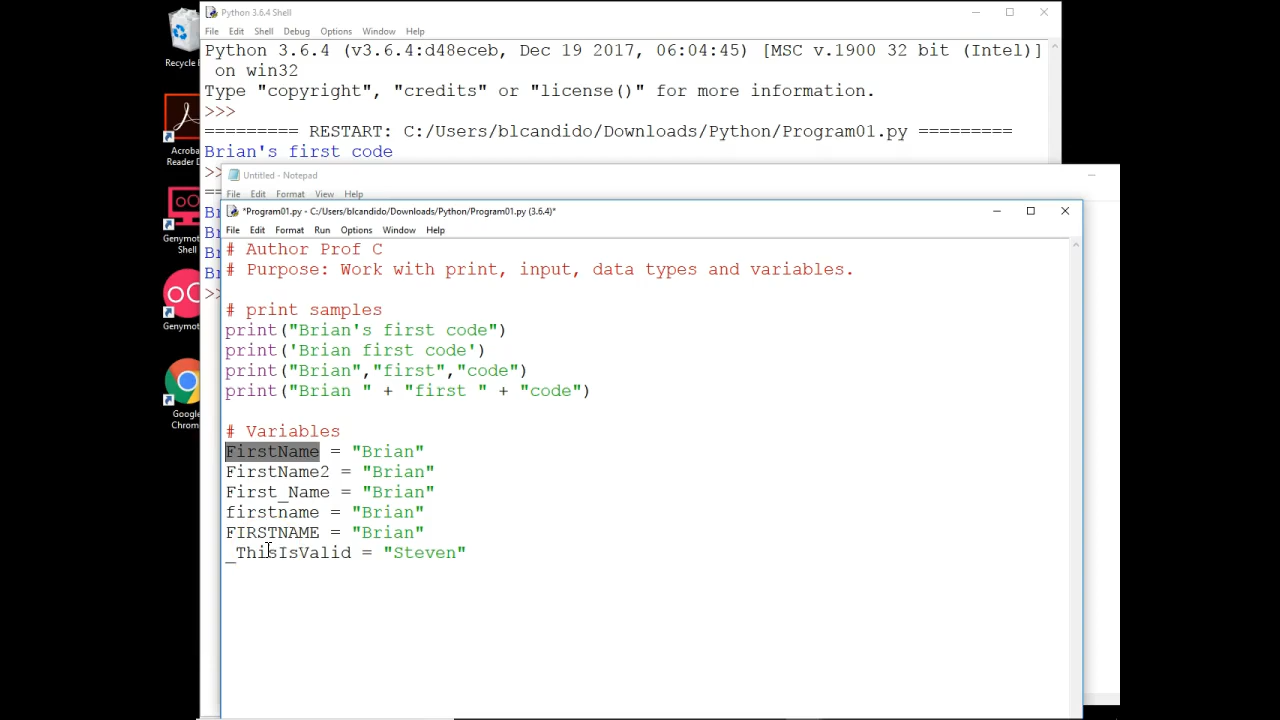 Recycle
Acrobat
Reader D
Genymotion
Shell
Genymot
Google
Chrom
Python 3.6.4 Shell
File Edit Shell Debug Options Window Help
Python 3.6.4 (v3.6.4:d48eceb, Dec 19 2017, 06:04:45) [MSC v.1900 32 bit (Intel)]
on win32
Type "copyright", "credits" or "license()" for more information.
>>>
========= RESTART: C:/Users/blcandido/Downloads/Python/Program01.py =========
Brian's first code
>>
==
Br
Br
Br
Br
>>
Untitled - Notepad
File Edit Format View Help
*Program01.py - C:/Users/blcandido/Downloads/Python/Program01.py (3.6.4)*
File Edit Format Run Options Window Help
# Author Prof C
# Purpose: Work with print, input, data types and variables.
# print samples
print("Brian's first code")
print('Brian first code')
print("Brian","first","code")
print("Brian " + "first " + "code")
# Variables
FirstName = "Brian"
FirstName2 = "Brian"
First_Name = "Brian"
firstname = "Brian"
FIRSTNAME = "Brian"
_ThisIsValid = "Steven"